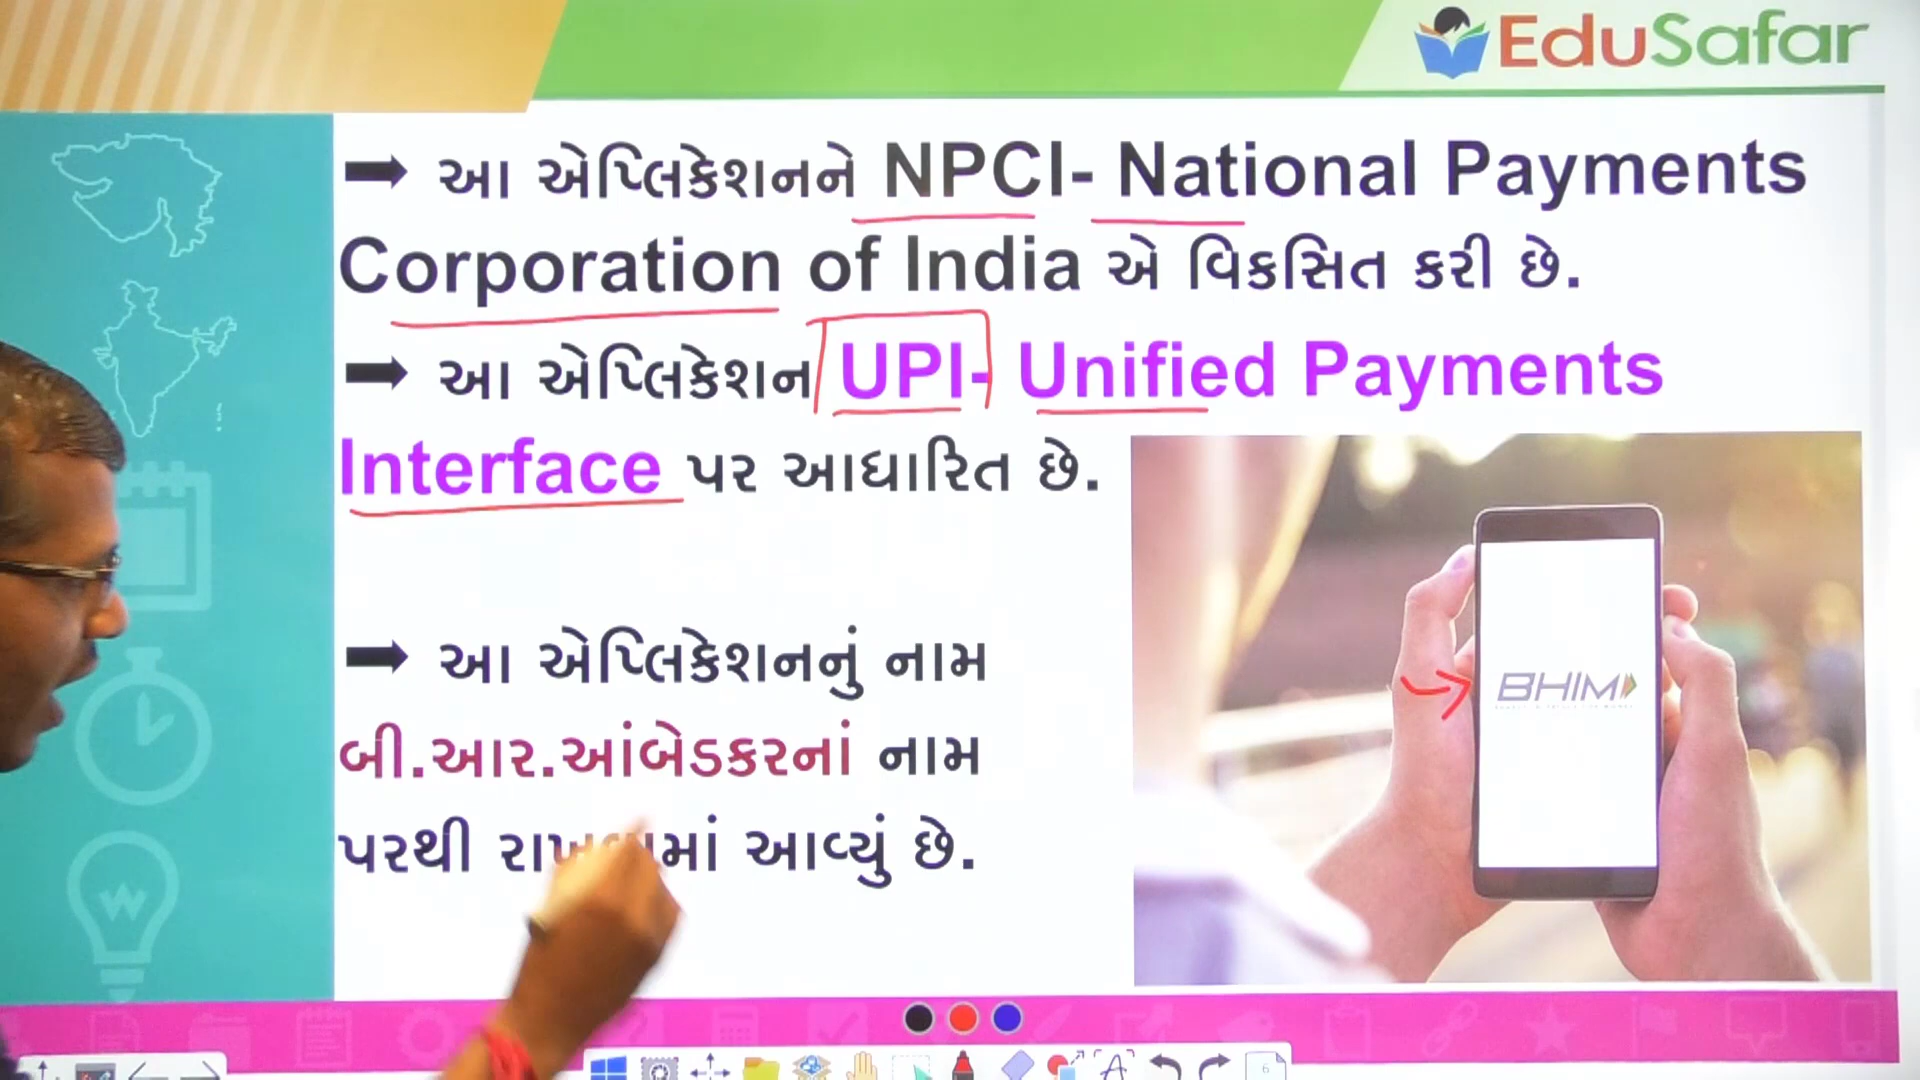 EduSafar
➡ આ એપ્લિકેશનને NPCI- National Payments
Corporation of India એ વિકસિત કરી છે.
➡ આ એપ્લિકેશન UPI- Unified Payments
Interface પર આધારિત છે.
➡ આ એપ્લિકેશનનું નામ
બી.આર.આંબેડકરનાં નામ
પરથી આવ્યું છે.
BHIM
6